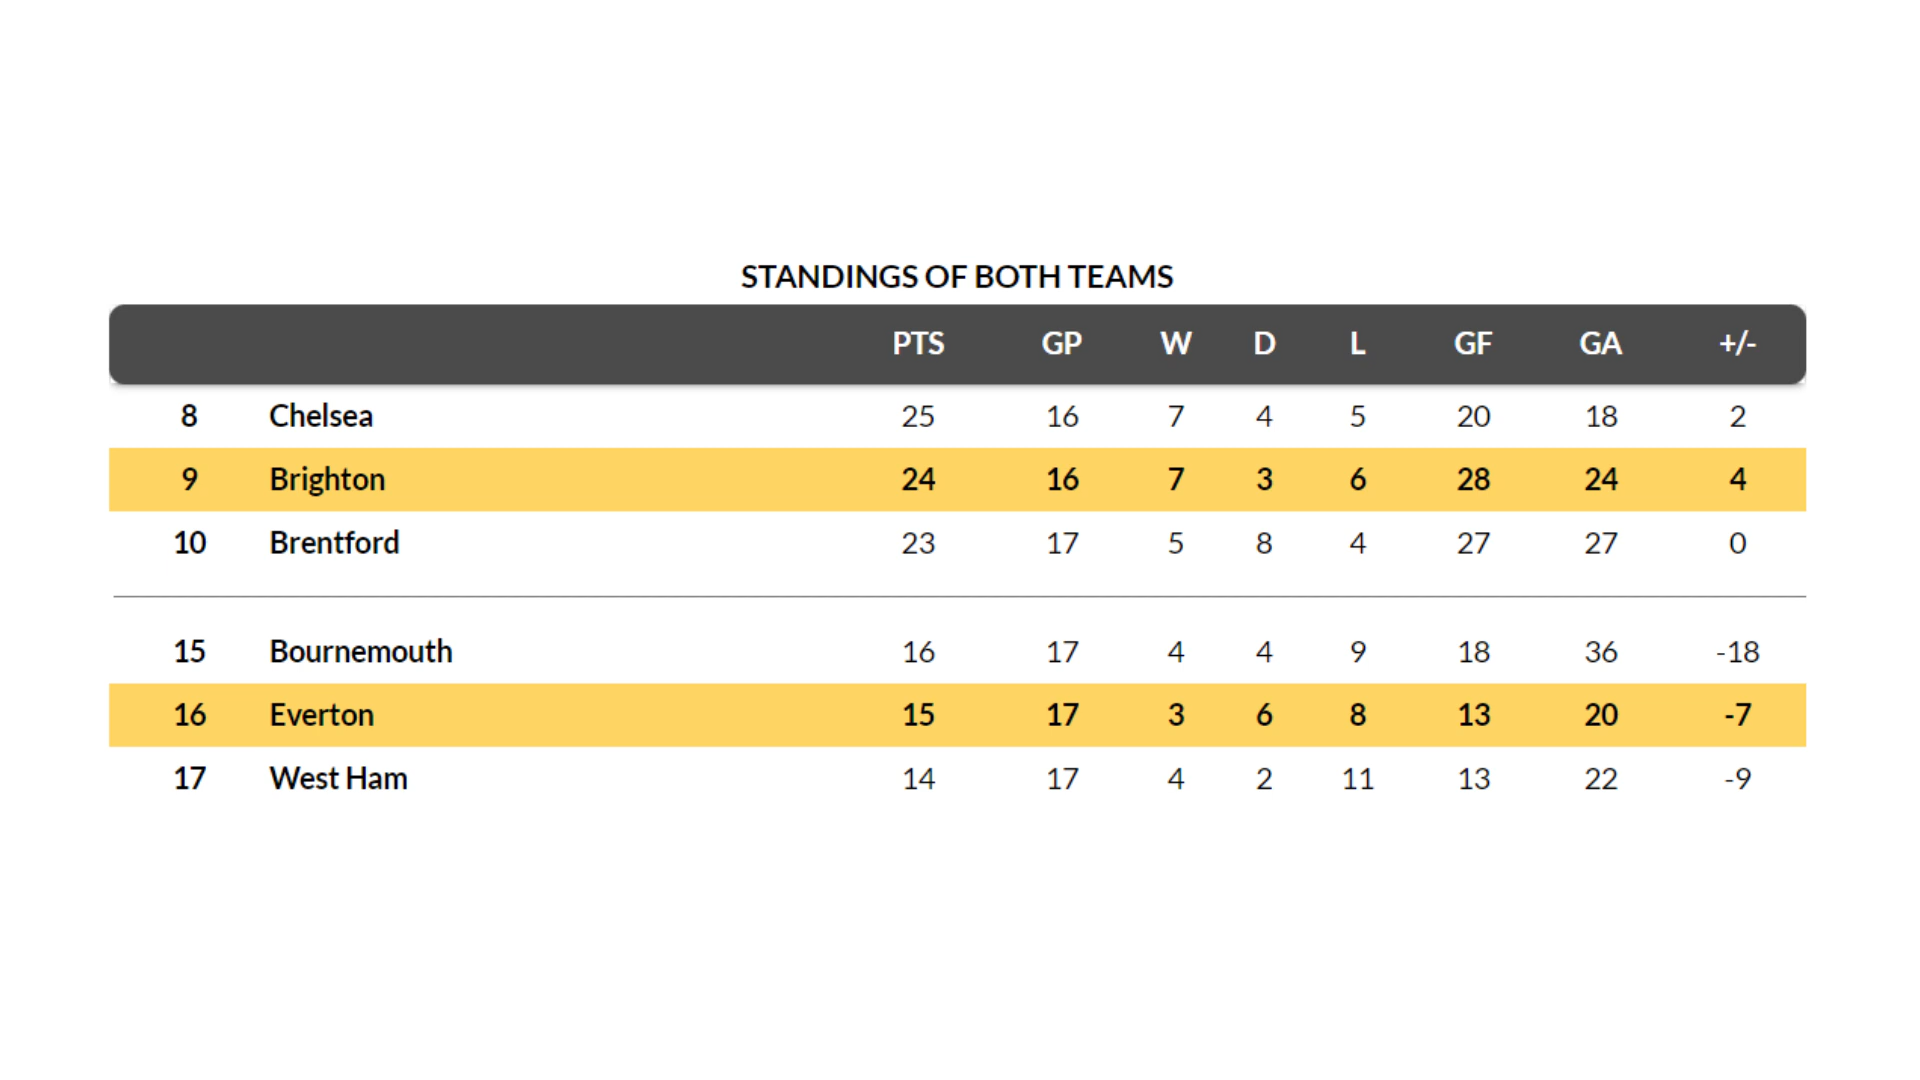 STANDINGS OF BOTH TEAMS
PTS GP W D L GF GA +/-
8 Chelsea 25 16 7 4 5 20 18 2
9 Brighton 24 16 7 3 6 28 24 4
10 Brentford 23 17 5 8 4 27 27 0
15 Bournemouth 16 17 4 4 9 18 36 -18
16 Everton 15 17 3 6 8 13 20 -7
17 West Ham 14 17 4 2 11 13 22 -9